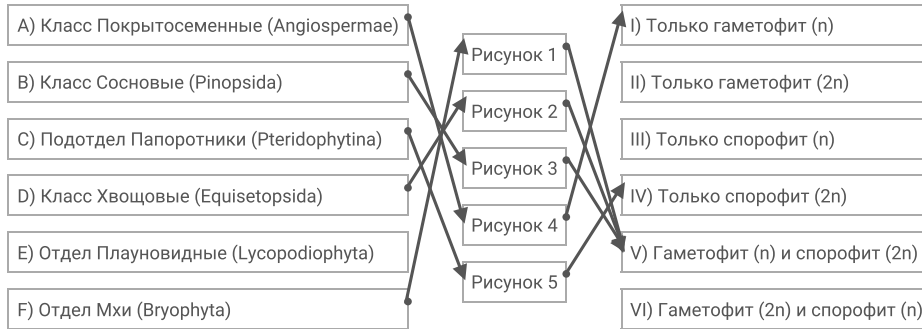 A) Класс Покрытосеменные (Angiospermae)
B) Класс Сосновые (Pinopsida)
C) Подотдел Папоротники (Pteridophytina)
D) Класс Хвощовые (Equisetopsida)
E) Отдел Плауновидные (Lycopodiophyta)
F) Отдел Мхи (Bryophyta)
Рисунок 1
Рисунок 2
Рисунок 3
Рисунок 4
Рисунок 5
I) Только гаметофит (n)
II) Только гаметофит (2n)
III) Только спорофит (n)
IV) Только спорофит (2n)
V) Гаметофит (n) и спорофит (2n)
VI) Гаметофит (2n) и спорофит (n)